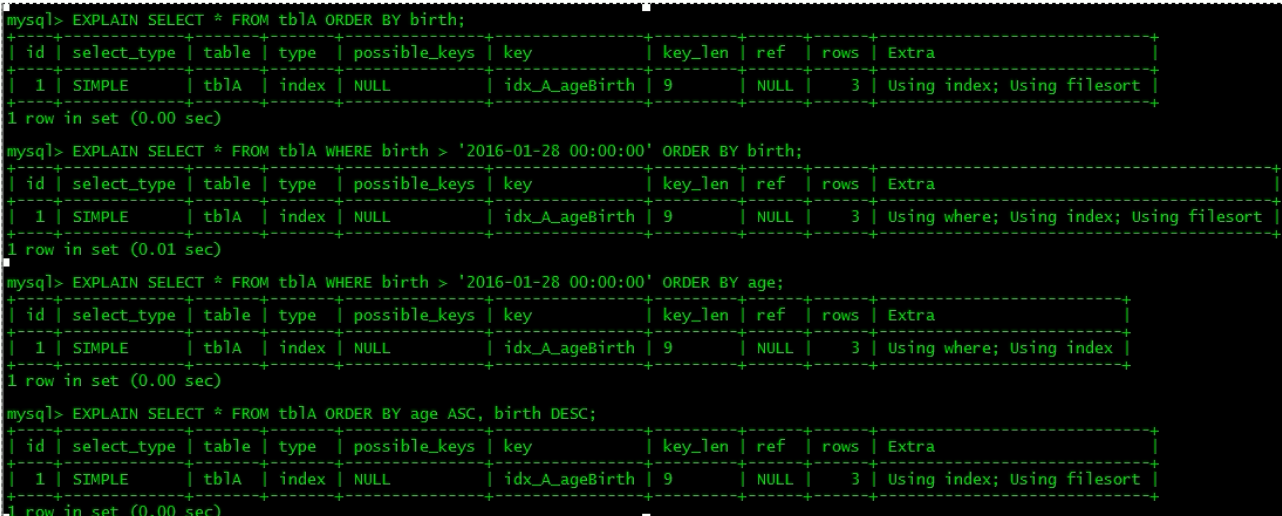 mysql> EXPLAIN SELECT * FROM tblA ORDER BY birth;
+----+-------------+-------+-------+---------------+---------------+---------+------+------+-----------------------------+
| id | select_type | table | type | possible_keys | key | key_len | ref | rows | Extra |
+----+-------------+-------+-------+---------------+---------------+---------+------+------+-----------------------------+
| 1 | SIMPLE | tblA | index | NULL | idx_A_ageBirth | 9 | NULL | 3 | Using index; Using filesort |
+----+-------------+-------+-------+---------------+---------------+---------+------+------+-----------------------------+
1 row in set (0.00 sec)
mysql> EXPLAIN SELECT * FROM tblA WHERE birth > '2016-01-28 00:00:00' ORDER BY birth;
+----+-------------+-------+-------+---------------+---------------+---------+------+------+------------------------------------------+
| id | select_type | table | type | possible_keys | key | key_len | ref | rows | Extra |
+----+-------------+-------+-------+---------------+---------------+---------+------+------+------------------------------------------+
| 1 | SIMPLE | tblA | index | NULL | idx_A_ageBirth | 9 | NULL | 3 | Using where; Using index; Using filesort |
+----+-------------+-------+-------+---------------+---------------+---------+------+------+------------------------------------------+
1 row in set (0.01 sec)
mysql> EXPLAIN SELECT * FROM tblA WHERE birth > '2016-01-28 00:00:00' ORDER BY age;
+----+-------------+-------+-------+---------------+---------------+---------+------+------+--------------------------+
| id | select_type | table | type | possible_keys | key | key_len | ref | rows | Extra |
+----+-------------+-------+-------+---------------+---------------+---------+------+------+--------------------------+
| 1 | SIMPLE | tblA | index | NULL | idx_A_ageBirth | 9 | NULL | 3 | Using where; Using index |
+----+-------------+-------+-------+---------------+---------------+---------+------+------+--------------------------+
1 row in set (0.00 sec)
mysql> EXPLAIN SELECT * FROM tblA ORDER BY age ASC, birth DESC;
+----+-------------+-------+-------+---------------+---------------+---------+------+------+-----------------------------+
| id | select_type | table | type | possible_keys | key | key_len | ref | rows | Extra |
+----+-------------+-------+-------+---------------+---------------+---------+------+------+-----------------------------+
| 1 | SIMPLE | tblA | index | NULL | idx_A_ageBirth | 9 | NULL | 3 | Using index; Using filesort |
+----+-------------+-------+-------+---------------+---------------+---------+------+------+-----------------------------+
1 row in set (0.00 sec)